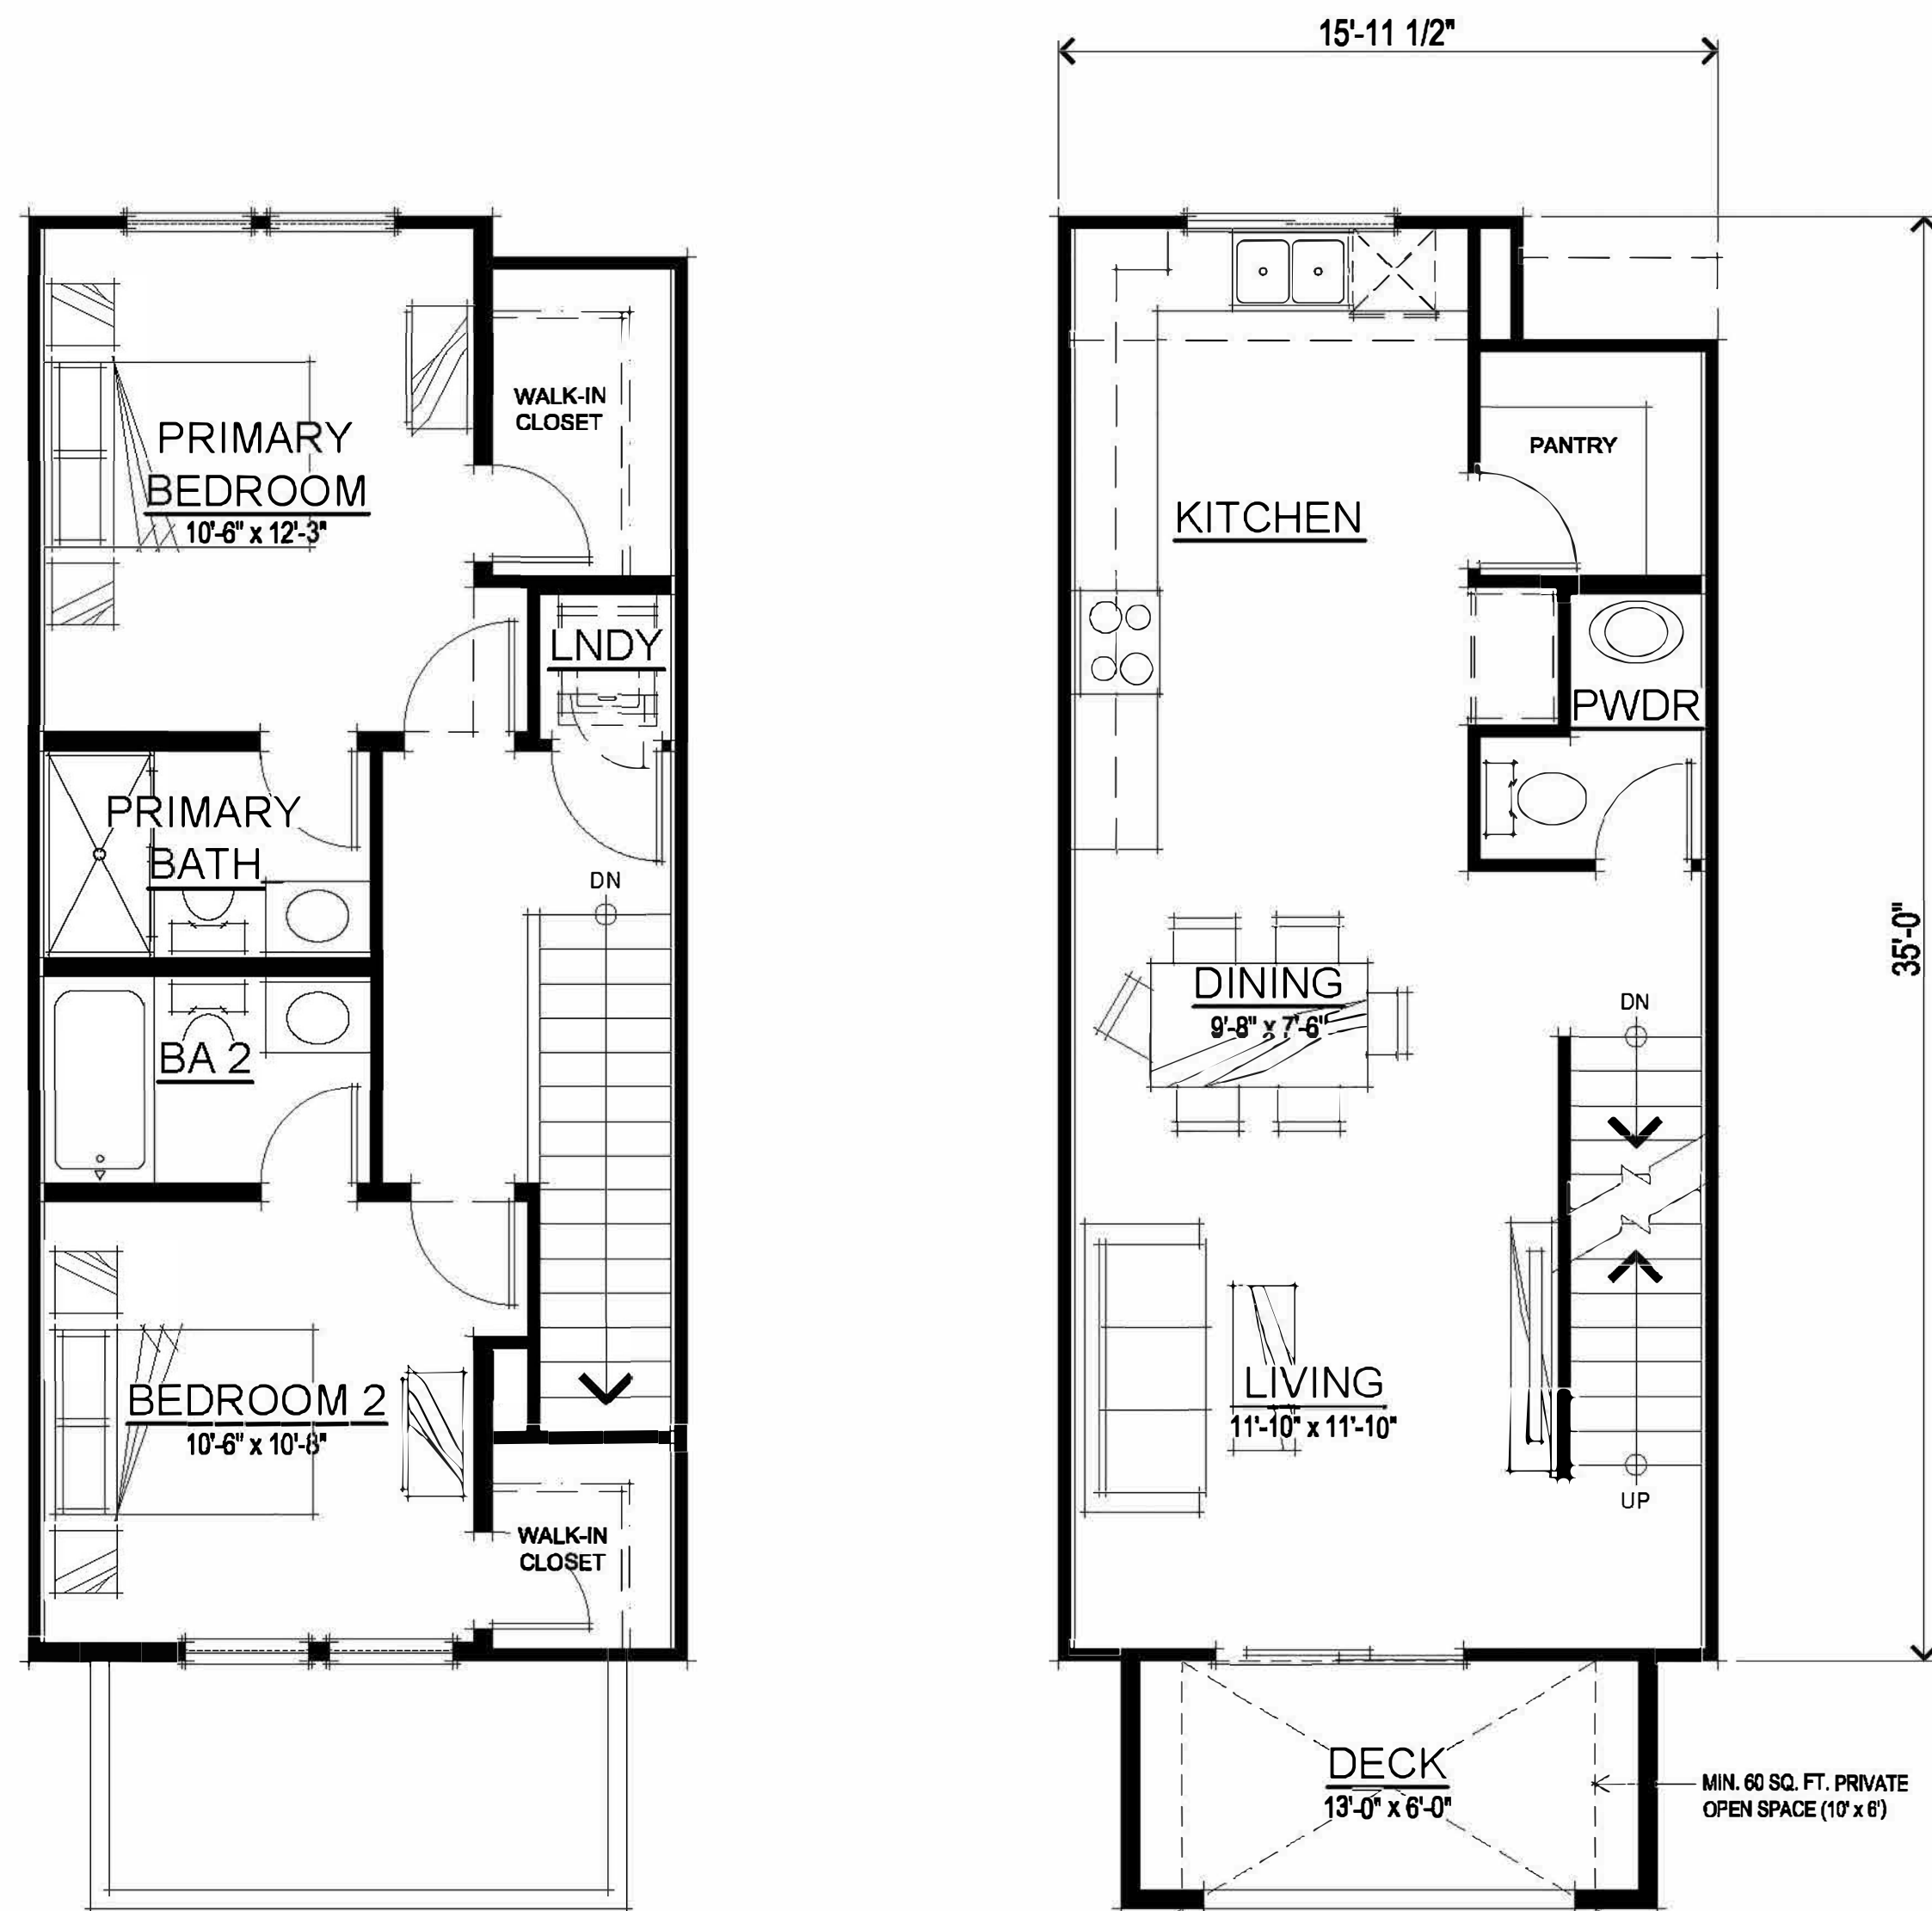 PRIMARY
BEDROOM
10'-6" x 12'-3"
WALK-IN
CLOSET
LNDY
PRIMARY
BATH
DN
BA 2
BEDROOM 2
10'-6" x 10'-8"
WALK-IN
CLOSET
15'-11 1/2"
PANTRY
KITCHEN
PWDR
35'-0"
DINING
9'-8" x 7'-6"
DN
LIVING
11'-10" x 11'-10"
UP
DECK
13'-0" x 6'-0"
MIN. 60 SQ. FT. PRIVATE
OPEN SPACE (10' x 6')